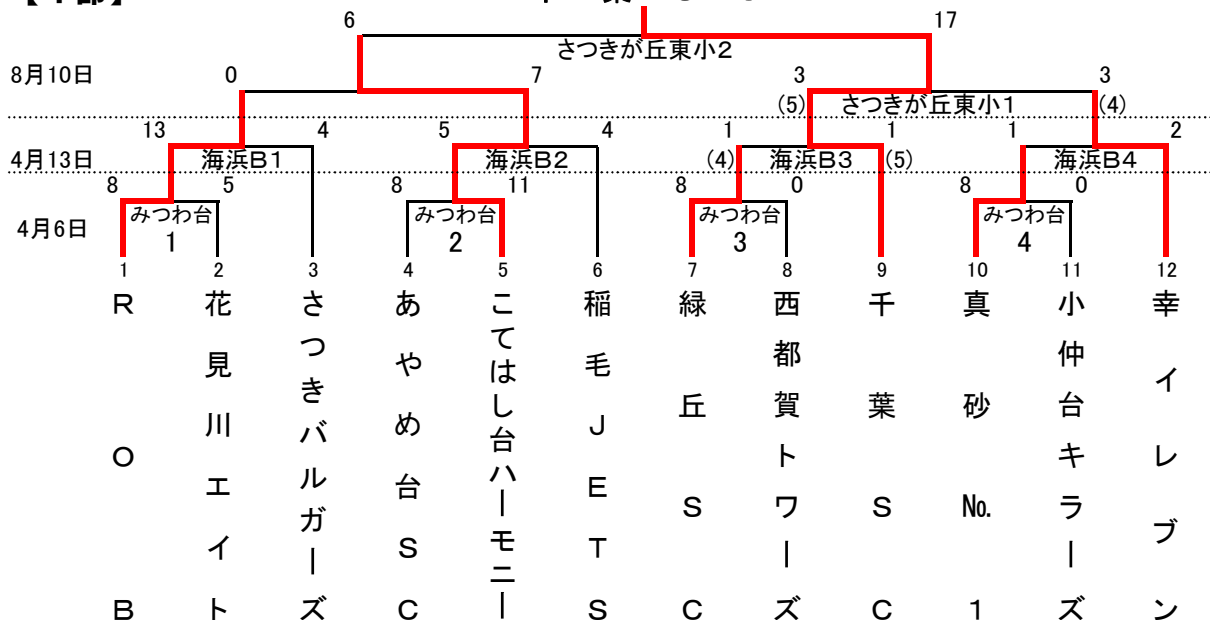 6 17
さつきが丘東小2
8月10日 0 7 3 3
(5) さつきが丘東小1 (4)
13 4 5 4 1 1 1 2
4月13日 海浜B1 海浜B2 (4) 海浜B3 (5) 海浜B4
8 5 8 11 8 0 8 0
みつわ台 みつわ台 みつわ台 みつわ台
4月6日 1 2 3 4
1 2 3 4 5 6 7 8 9 10 11 12
ROB
花見川エイト
さつきバルガーズ
あやめ台SC
こてはし台ハーモニー
稲毛JETS
緑丘SC
西都賀トワーズ
千葉SC
真砂№1
小仲台キラーズ
幸イレブン